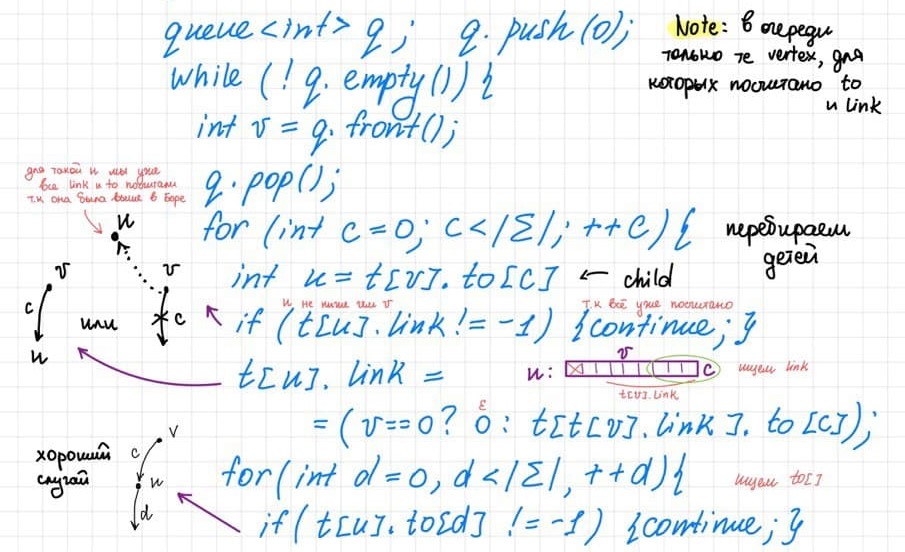 queue <int> q ; q. push (0);
Note: в очереди
только те vertex, для
которых посчитано to
и link
while ( ! q. empty()) {
int v = q. front();
для такой u мы уже
все link и to посчитали
т.к она была выше в боре
q. pop();
u
for (int c = 0; c < |Σ|; ++c) {
перебираем
детей
v
v
int u = t[v]. to[c] ← child
c
или
c
u
u не ниже чем v
т.к всё уже посчитано
if (t[u]. link != -1) {continue; }
v
u:
c
ищем link
t[v].link
t[u]. link =
ε
= ( v==0 ? 0 : t[t[v]. link ]. to [c]);
хороший
случай
v
c
u
d
for( int d = 0, d < |Σ|, ++d){
ищем to[]
if ( t[u]. to[d] != -1) {continue; }